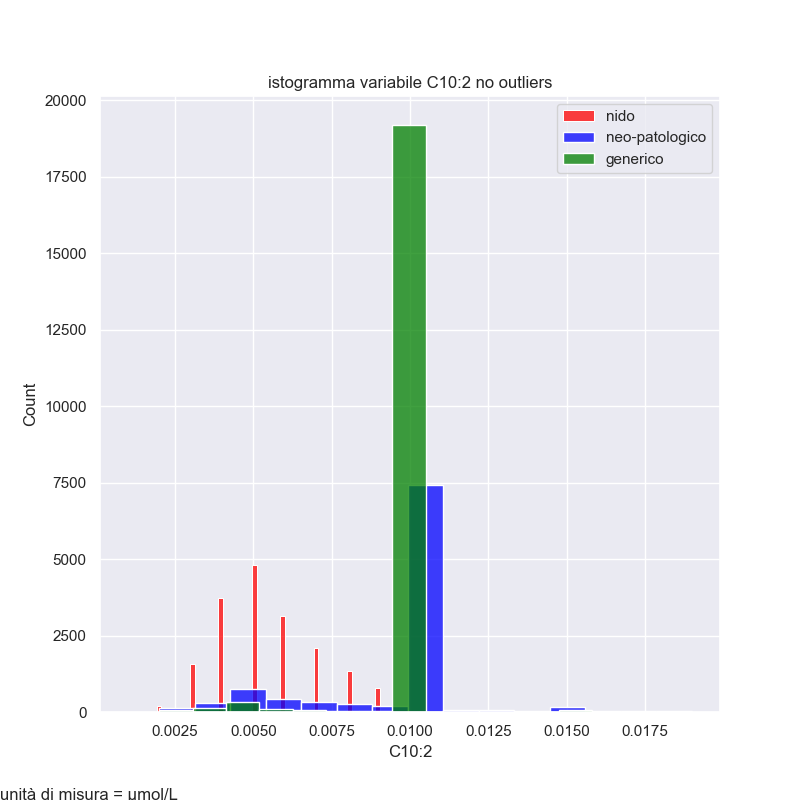 istogramma variabile C10:2 no outliers
20000
17500
15000
12500
10000
7500
5000
2500
0
Count
nido
neo-patologico
generico
0.0025 0.0050 0.0075 0.0100 0.0125 0.0150 0.0175
C10:2
unità di misura = µmol/L